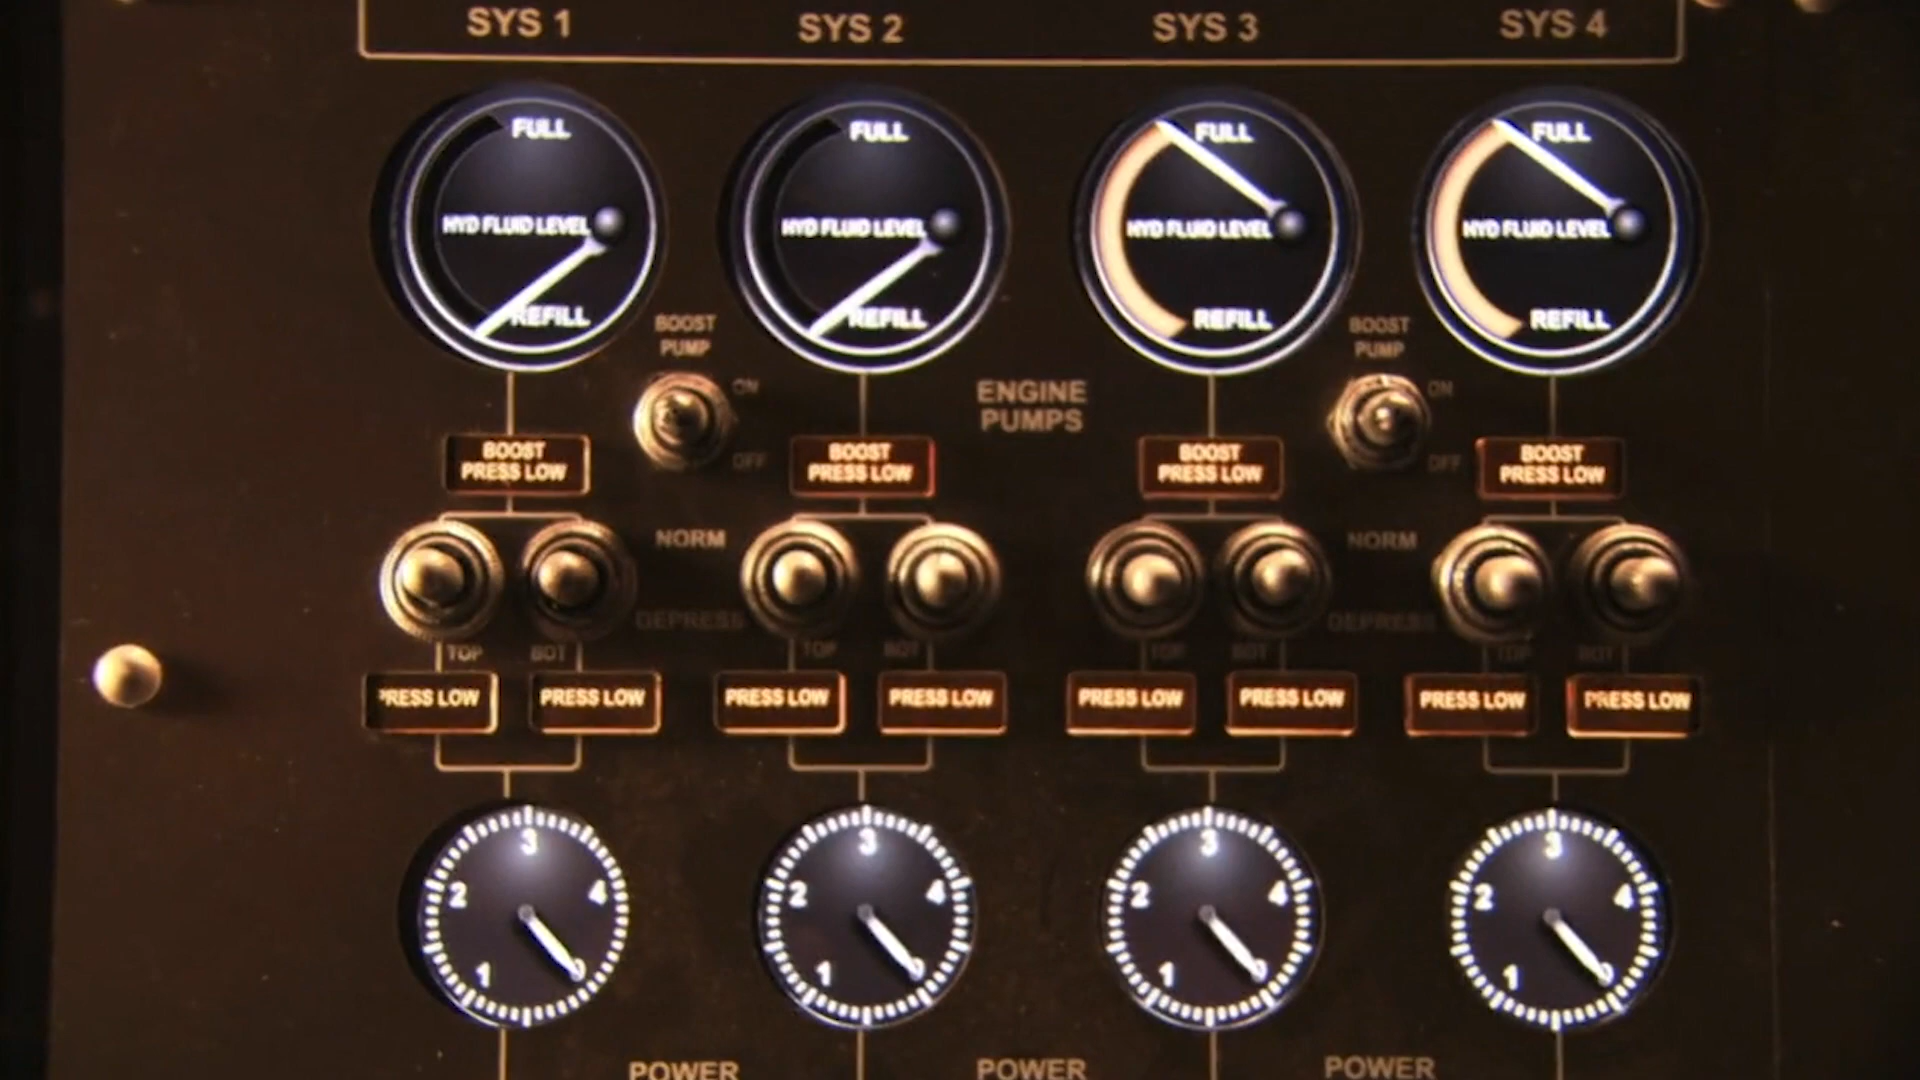 SYS 1
SYS 2
SYS 3
SYS 4
FULL
FULL
FULL
FULL
HYD FLUID LEVEL
HYD FLUID LEVEL
HYD FLUID LEVEL
HYD FLUID LEVEL
REFILL
REFILL
REFILL
REFILL
BOOST
PUMP
BOOST
PUMP
ON
ON
ENGINE
PUMPS
OFF
OFF
BOOST
PRESS LOW
BOOST
PRESS LOW
BOOST
PRESS LOW
BOOST
PRESS LOW
NORM
NORM
DEPRESS
DEPRESS
TOP
BOT
TOP
BOT
TOP
BOT
TOP
BOT
PRESS LOW
PRESS LOW
PRESS LOW
PRESS LOW
PRESS LOW
PRESS LOW
PRESS LOW
PRESS LOW
3
3
3
3
2
4
2
4
2
4
2
4
1
0
1
0
1
0
1
0
POWER
POWER
POWER